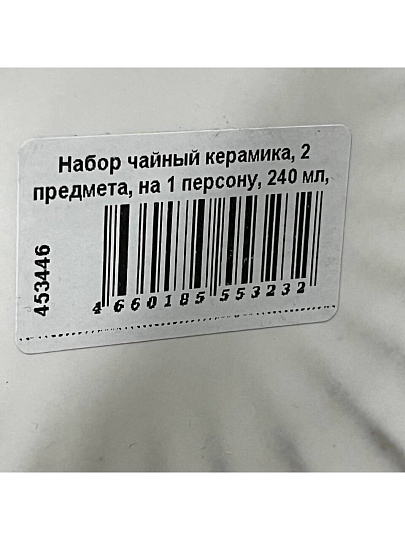 Набор чайный керамика, 2
предмета, на 1 персону, 240 мл,
453446
4 660185 553232